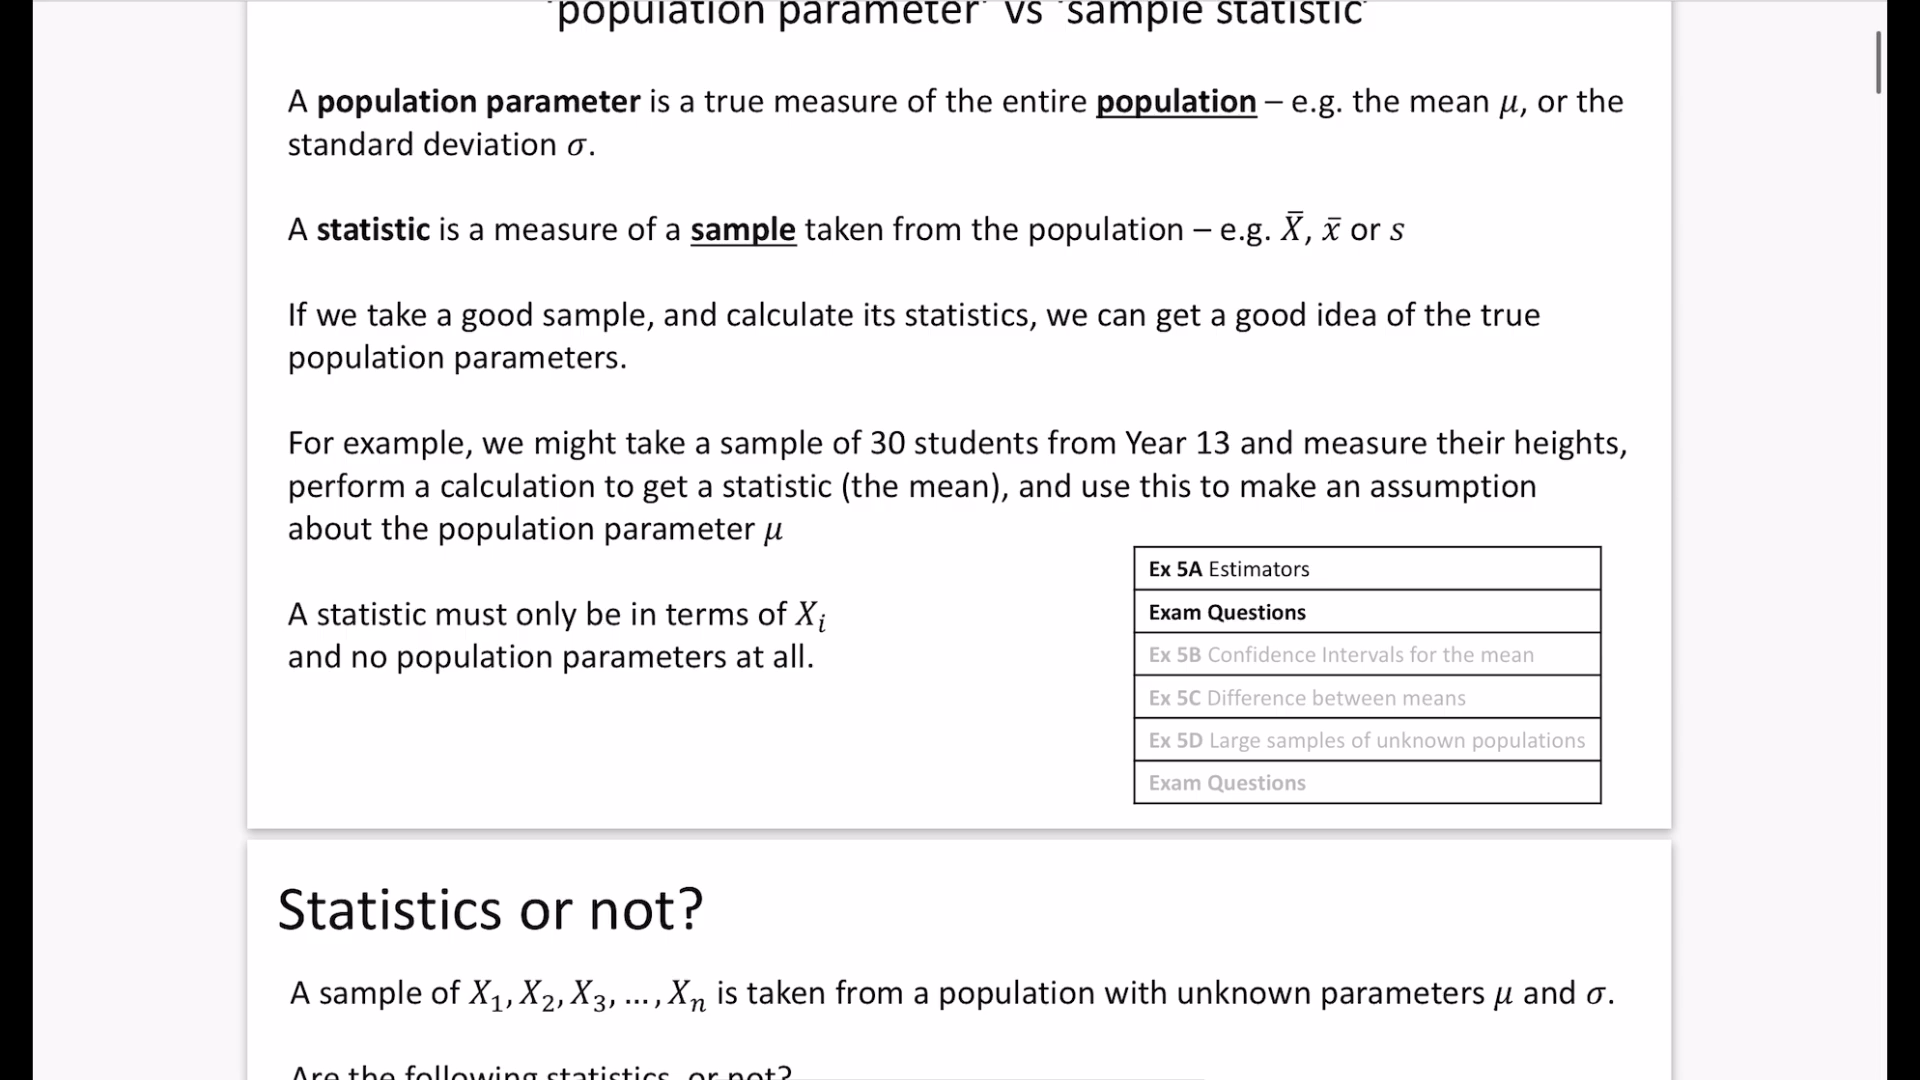 'population parameter' vs 'sample statistic'
A population parameter is a true measure of the entire population – e.g. the mean μ, or the
standard deviation σ.
A statistic is a measure of a sample taken from the population – e.g. X̄, x̄ or s
If we take a good sample, and calculate its statistics, we can get a good idea of the true
population parameters.
For example, we might take a sample of 30 students from Year 13 and measure their heights,
perform a calculation to get a statistic (the mean), and use this to make an assumption
about the population parameter μ
A statistic must only be in terms of Xᵢ
and no population parameters at all.
Ex 5A Estimators
Exam Questions
Ex 5B Confidence Intervals for the mean
Ex 5C Difference between means
Ex 5D Large samples of unknown populations
Exam Questions
Statistics or not?
A sample of X₁, X₂, X₃, ... , Xₙ is taken from a population with unknown parameters μ and σ.
Are the following statistics, or not?